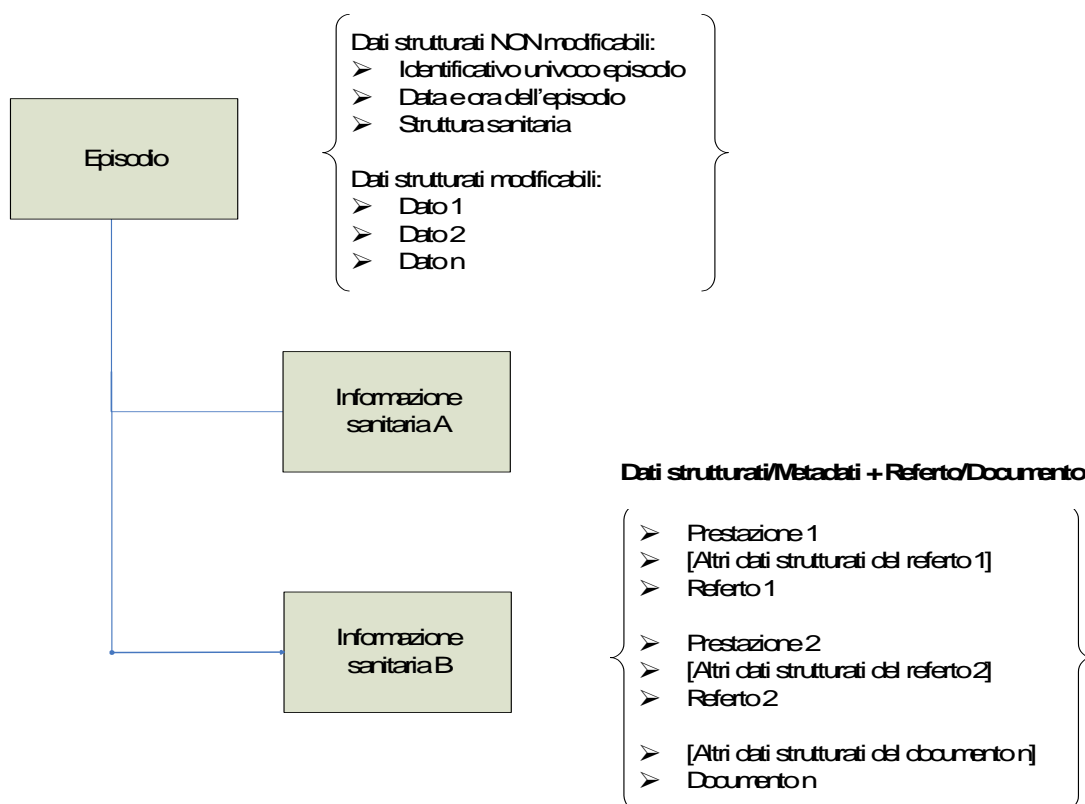 Dati strutturati NON modificabili:
➢ Identificativo univoco episodio
➢ Data e ora dell'episodio
➢ Struttura sanitaria
Episodio
Dati strutturati modificabili:
➢ Dato 1
➢ Dato 2
➢ Dato n
Informazione
sanitaria A
Dati strutturati/Metadati + Referto/Documento
➢ Prestazione 1
➢ [Altri dati strutturati del referto 1]
➢ Referto 1
Informazione
sanitaria B
➢ Prestazione 2
➢ [Altri dati strutturati del referto 2]
➢ Referto 2
➢ [Altri dati strutturati del documento n]
➢ Documento n